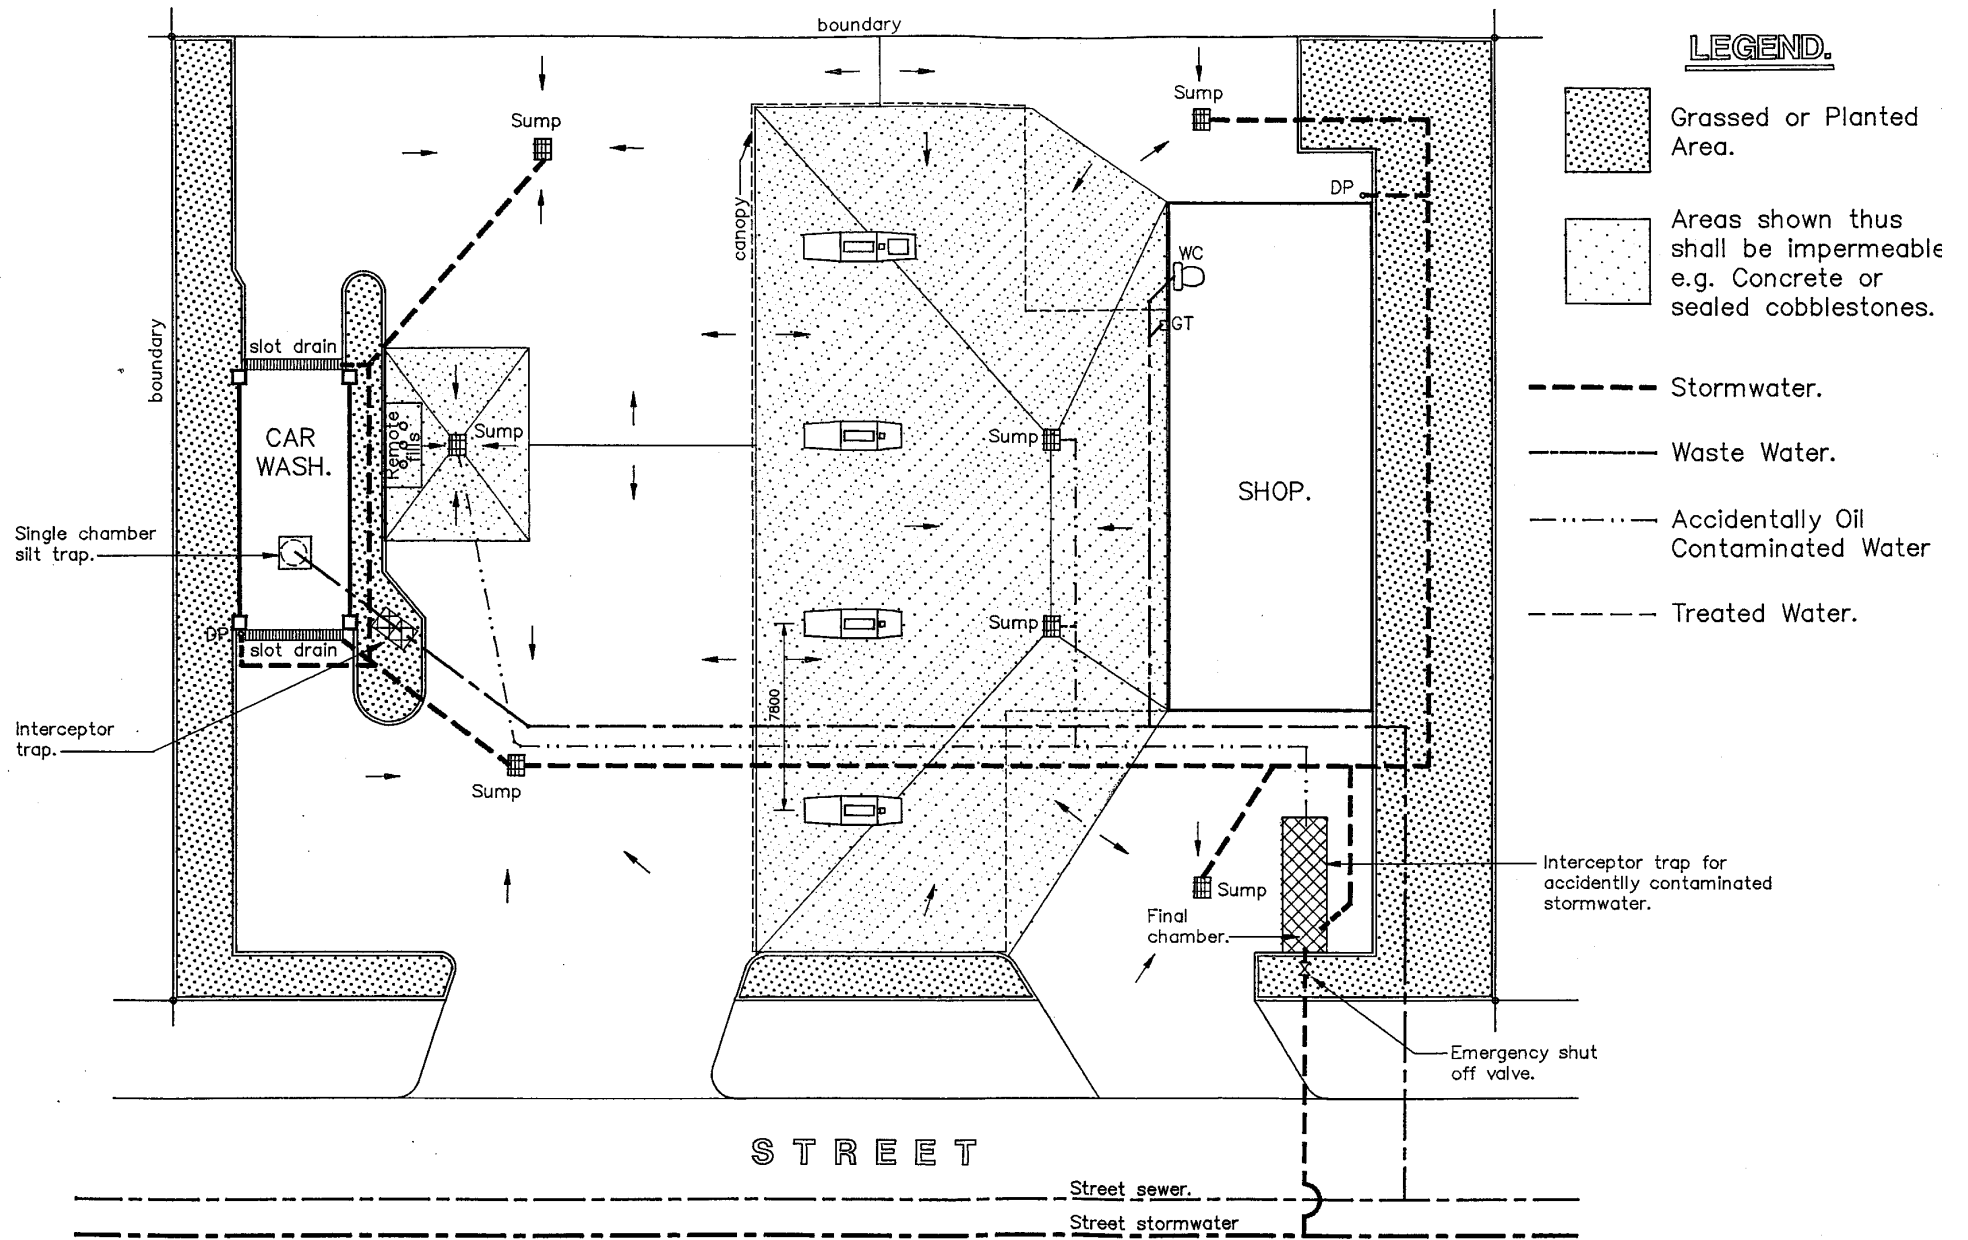 boundary
LEGEND.
Grassed or Planted
Area.
Areas shown thus
shall be impermeable
e.g. Concrete or
sealed cobblestones.
Stormwater.
Waste Water.
Accidentally Oil
Contaminated Water
Treated Water.
Sump
Sump
DP
canopy
WC
GT
boundary
slot drain
CAR
WASH.
Remote
fills
Sump
Sump
SHOP.
Single chamber
silt trap.
Sump
DP
slot drain
7800
Interceptor
trap.
Sump
Interceptor trap for
accidentlly contaminated
stormwater.
Sump
Final
chamber.
Emergency shut
off valve.
STREET
Street sewer.
Street stormwater